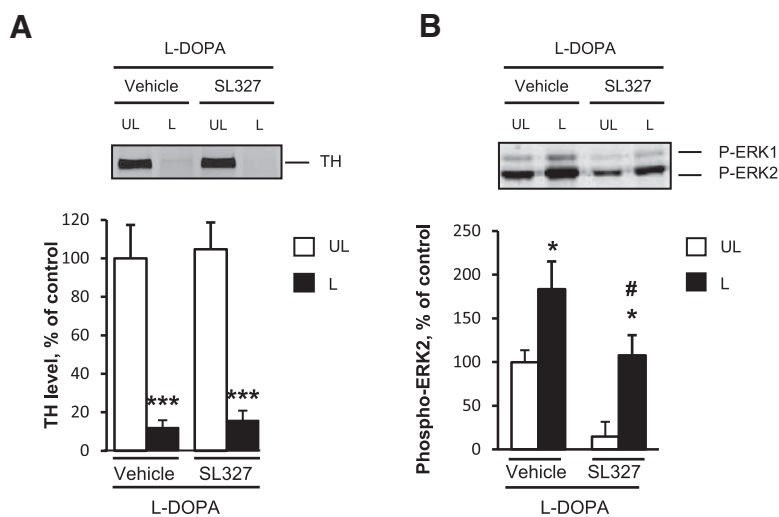 A
L-DOPA
Vehicle SL327
UL L UL L
TH
TH level, % of control
120
100
80
60
40
20
0
*** ***
UL
L
Vehicle SL327
L-DOPA
B
L-DOPA
Vehicle SL327
UL L UL L
P-ERK1
P-ERK2
Phospho-ERK2, % of control
250
200
150
100
50
0
*
#
*
UL
L
Vehicle SL327
L-DOPA